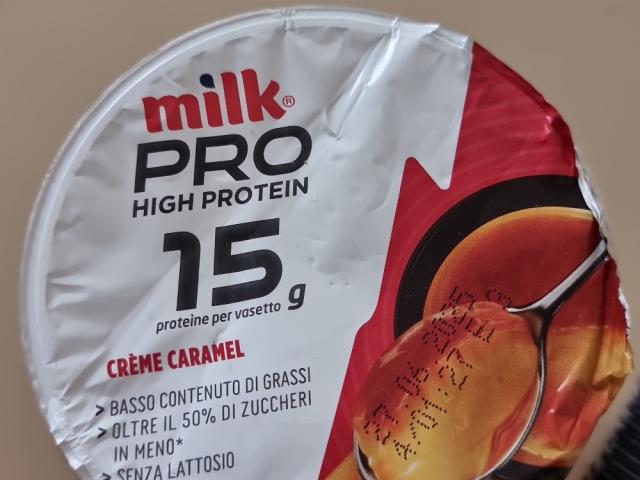 milk®
PRO
HIGH PROTEIN
15 g
proteine per vasetto
CRÈME CARAMEL
> BASSO CONTENUTO DI GRASSI
> OLTRE IL 50% DI ZUCCHERI
IN MENO*
> SENZA LATTOSIO